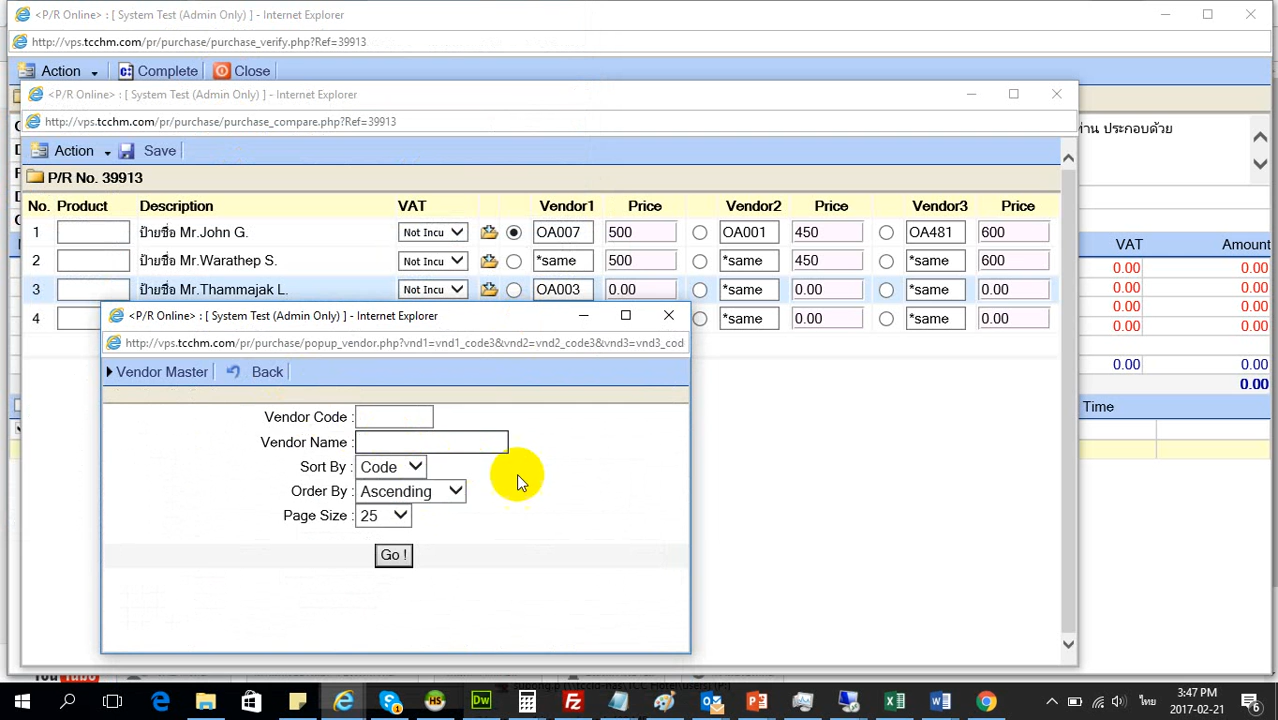 <P/R Online> : [ System Test (Admin Only) ] - Internet Explorer
http://vps.tcchm.com/pr/purchase/purchase_verify.php?Ref=39913
Action Complete Close
<P/R Online> : [ System Test (Admin Only) ] - Internet Explorer
http://vps.tcchm.com/pr/purchase/purchase_compare.php?Ref=39913
ท่าน ประกอบด้วย
Action Save
P/R No. 39913
No. Product Description VAT Vendor1 Price Vendor2 Price Vendor3 Price
1 ป้ายชื่อ Mr.John G. Not Incu OA007 500 OA001 450 OA481 600
2 ป้ายชื่อ Mr.Warathep S. Not Incu *same 500 *same 450 *same 600
3 ป้ายชื่อ Mr.Thammajak L. Not Incu OA003 0.00 *same 0.00 *same 0.00
4 *same 0.00 *same 0.00
VAT Amount
0.00 0.00
0.00 0.00
0.00 0.00
0.00 0.00
0.00 0.00
0.00
Time
<P/R Online> : [ System Test (Admin Only) ] - Internet Explorer
http://vps.tcchm.com/pr/purchase/popup_vendor.php?vnd1=vnd1_code3&vnd2=vnd2_code3&vnd3=vnd3_cod
Vendor Master Back
Vendor Code :
Vendor Name :
Sort By : Code
Order By : Ascending
Page Size : 25
Go !
ไทย
3:47 PM
2017-02-21
6